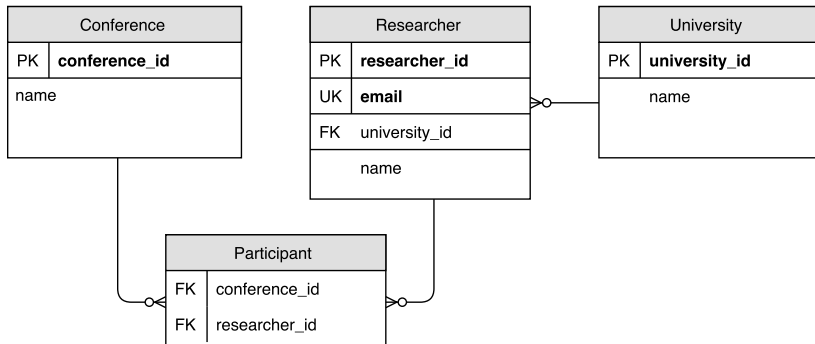 Conference
PK conference_id
name
Researcher
PK researcher_id
UK email
FK university_id
name
University
PK university_id
name
Participant
FK conference_id
FK researcher_id